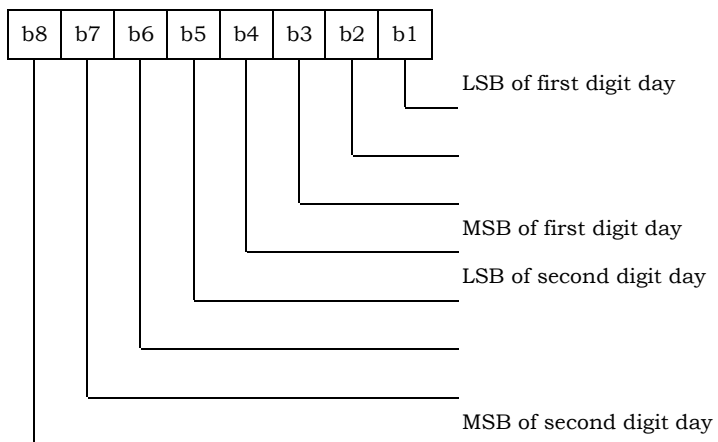 b8 b7 b6 b5 b4 b3 b2 b1
LSB of first digit day
MSB of first digit day
LSB of second digit day
MSB of second digit day